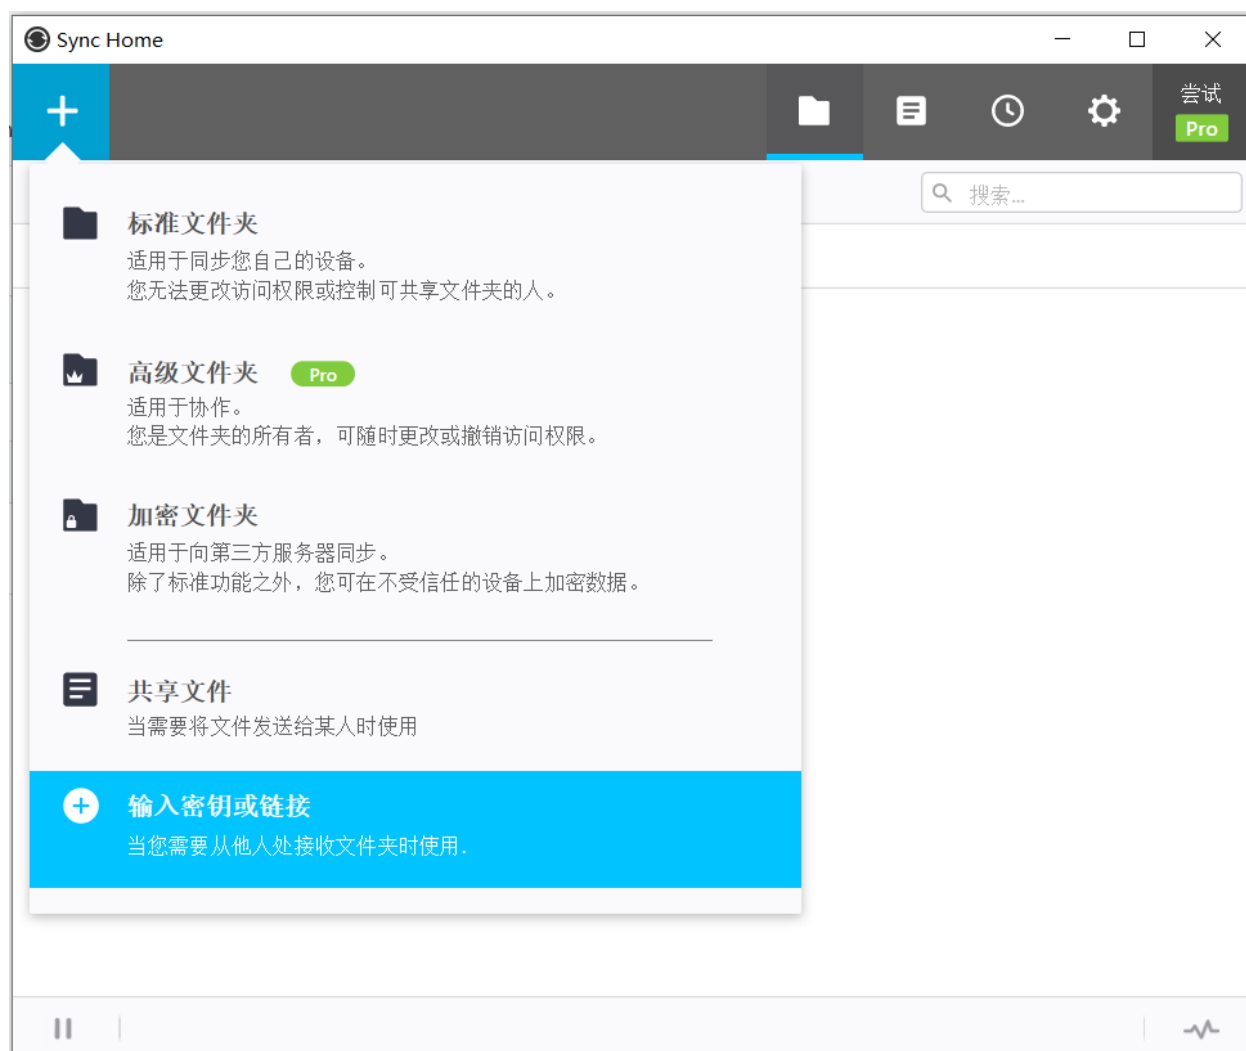 Sync Home
尝试
Pro
搜索...
标准文件夹
适用于同步您自己的设备。
您无法更改访问权限或控制可共享文件夹的人。
高级文件夹 Pro
适用于协作。
您是文件夹的所有者，可随时更改或撤销访问权限。
加密文件夹
适用于向第三方服务器同步。
除了标准功能之外，您可在不受信任的设备上加密数据。
共享文件
当需要将文件发送给某人时使用
输入密钥或链接
当您需要从他人处接收文件夹时使用.